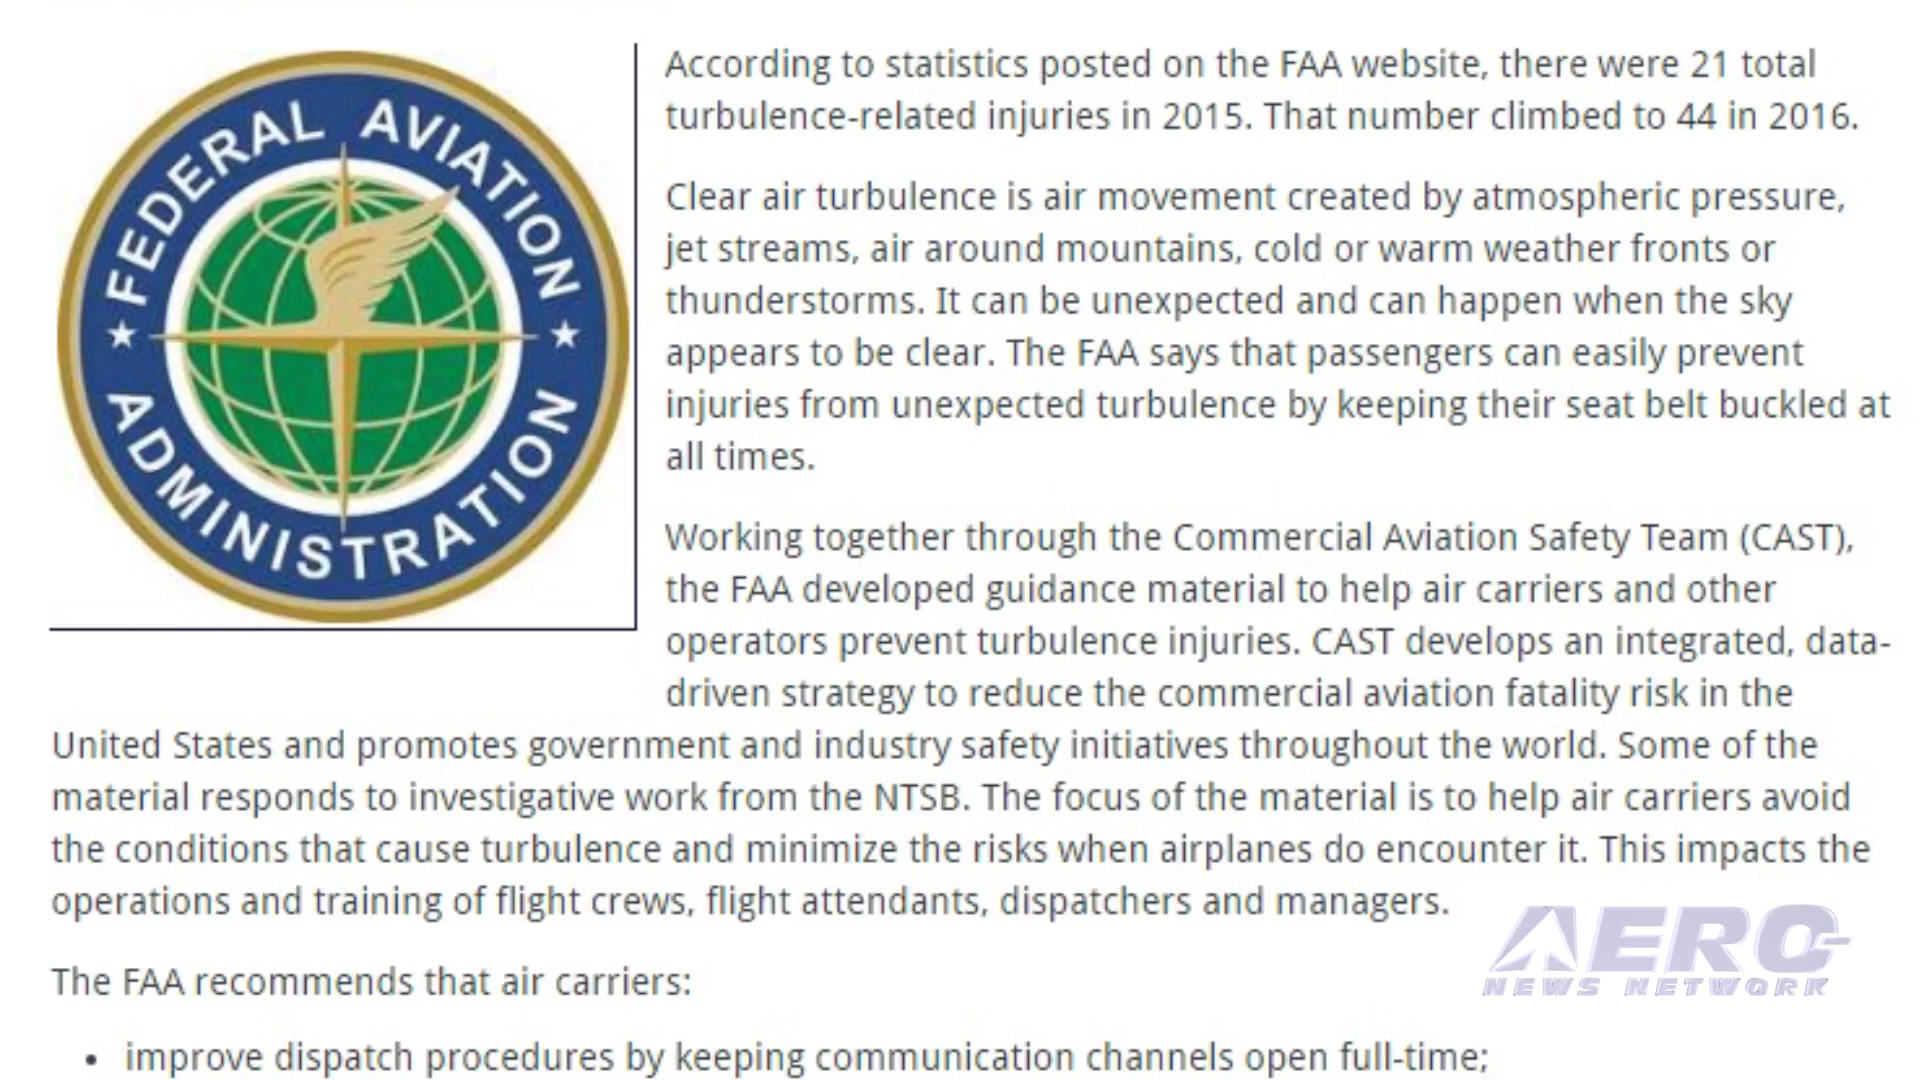 FEDERAL AVIATION
ADMINISTRATION
According to statistics posted on the FAA website, there were 21 total
turbulence-related injuries in 2015. That number climbed to 44 in 2016.
Clear air turbulence is air movement created by atmospheric pressure,
jet streams, air around mountains, cold or warm weather fronts or
thunderstorms. It can be unexpected and can happen when the sky
appears to be clear. The FAA says that passengers can easily prevent
injuries from unexpected turbulence by keeping their seat belt buckled at
all times.
Working together through the Commercial Aviation Safety Team (CAST),
the FAA developed guidance material to help air carriers and other
operators prevent turbulence injuries. CAST develops an integrated, data-
driven strategy to reduce the commercial aviation fatality risk in the
United States and promotes government and industry safety initiatives throughout the world. Some of the
material responds to investigative work from the NTSB. The focus of the material is to help air carriers avoid
the conditions that cause turbulence and minimize the risks when airplanes do encounter it. This impacts the
operations and training of flight crews, flight attendants, dispatchers and managers.
The FAA recommends that air carriers:
• improve dispatch procedures by keeping communication channels open full-time;
AERO-
NEWS NETWORK